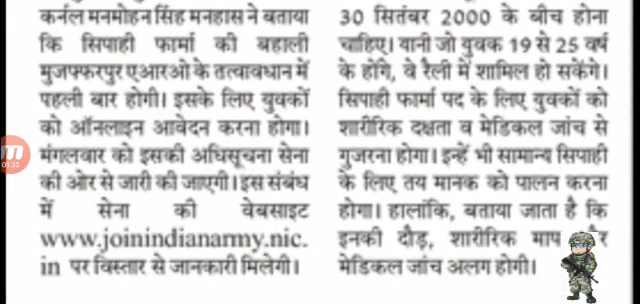 कर्नल मनमोहन सिंह मनहास ने बताया
कि सिपाही फार्मा की बहाली
मुजफ्फरपुर एआरओ के तत्वावधान में
पहली बार होगी। इसके लिए युवकों
को ऑनलाइन आवेदन करना होगा।
मंगलवार को इसकी अधिसूचना सेना
की ओर से जारी की जाएगी। इस संबंध
में सेना की वेबसाइट
www.joinindianarmy.nic.
in पर विस्तार से जानकारी मिलेगी।
30 सितंबर 2000 के बीच होना
चाहिए। यानी जो युवक 19 से 25 वर्ष
के होंगे, वे रैली में शामिल हो सकेंगे।
सिपाही फार्मा पद के लिए युवकों को
शारीरिक दक्षता व मेडिकल जांच से
गुजरना होगा। इन्हें भी सामान्य सिपाही
के लिए तय मानक को पालन करना
होगा। हालांकि, बताया जाता है कि
इनकी दौड़, शारीरिक माप
मेडिकल जांच अलग होगी।
01:53